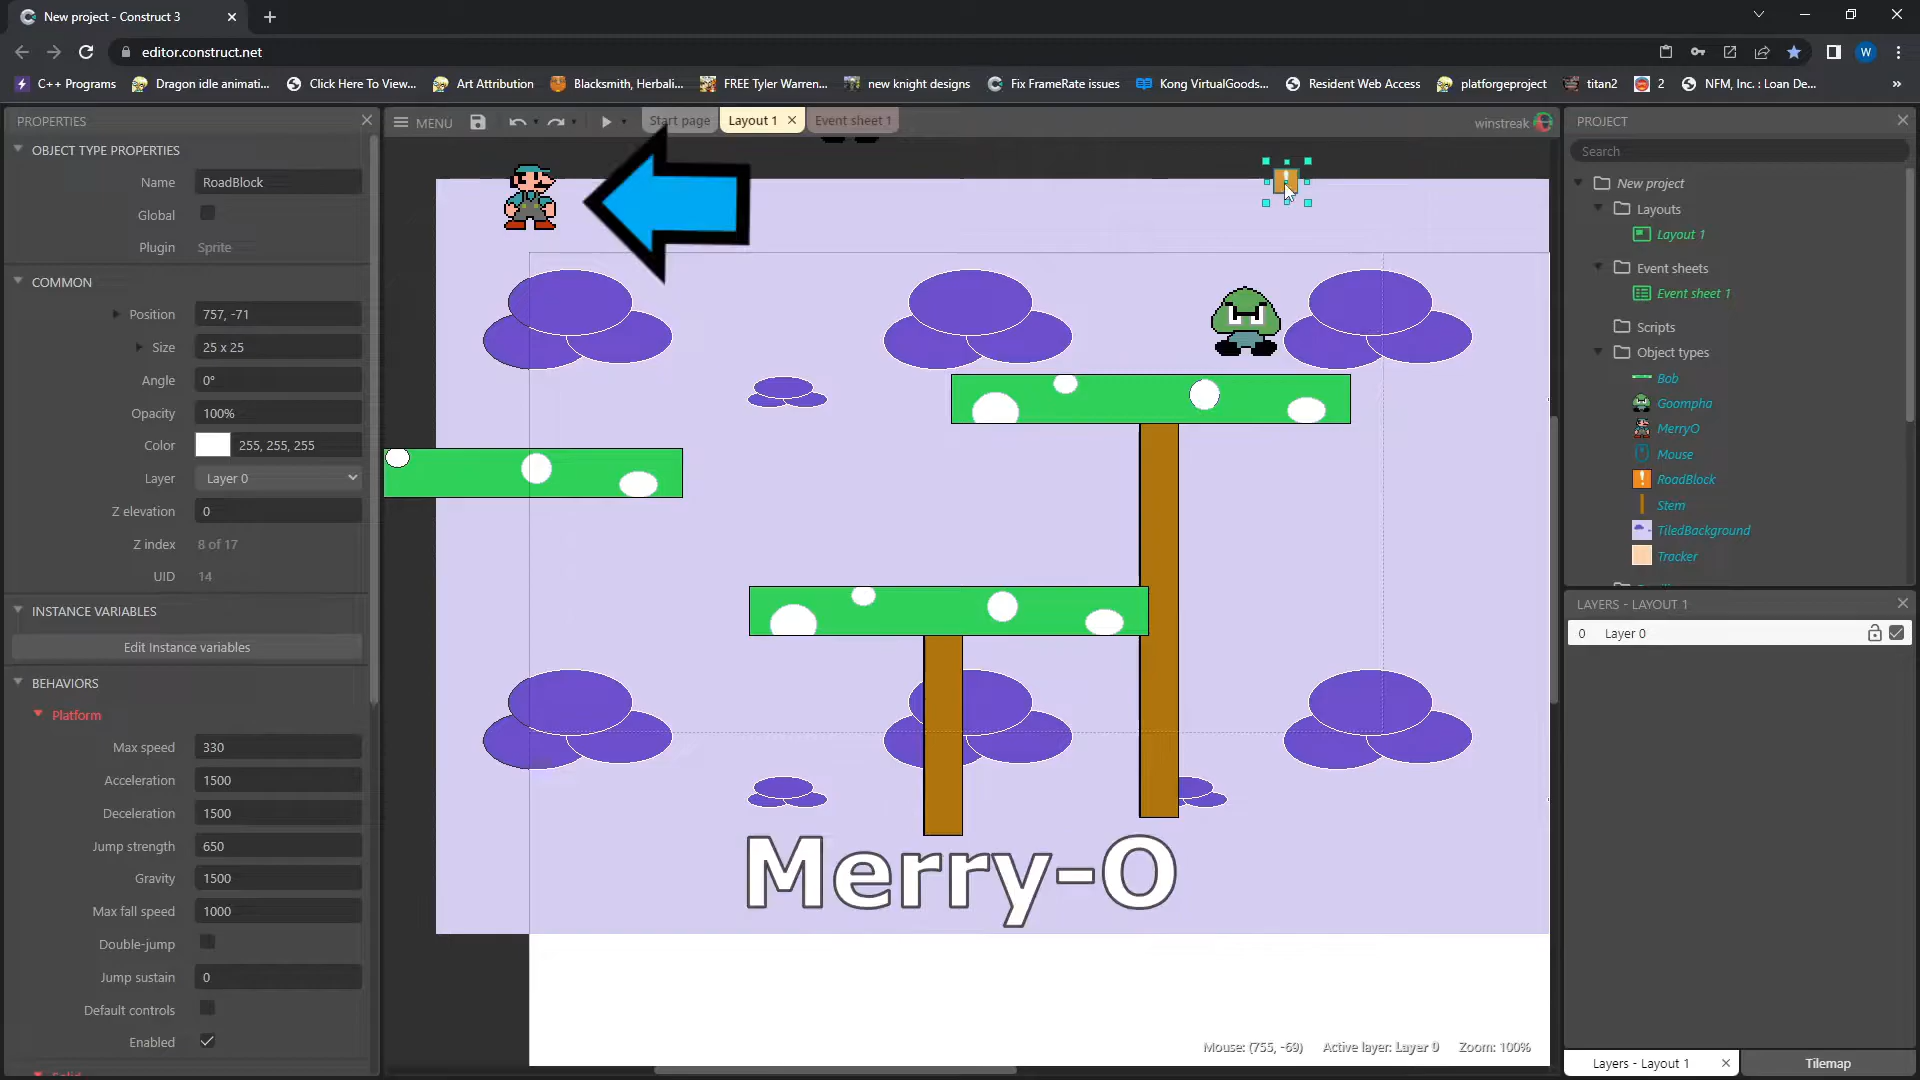 New project - Construct 3
editor.construct.net
W
C++ Programs
Dragon idle animati...
Click Here To View...
Art Attribution
Blacksmith, Herbali...
FREE Tyler Warren...
new knight designs
Fix FrameRate issues
Kong VirtualGoods...
Resident Web Access
platforgeproject
titan2
2
NFM, Inc. : Loan De...
»
PROPERTIES
MENU
Start page
Layout 1
Event sheet 1
winstreak
OBJECT TYPE PROPERTIES
Name RoadBlock
Global
Plugin Sprite
COMMON
Position 757, -71
Size 25 x 25
Angle 0°
Opacity 100%
Color 255, 255, 255
Layer Layer 0
Z elevation 0
Z index 8 of 17
UID 14
INSTANCE VARIABLES
Edit Instance variables
BEHAVIORS
Platform
Max speed 330
Acceleration 1500
Deceleration 1500
Jump strength 650
Gravity 1500
Max fall speed 1000
Double-jump
Jump sustain 0
Default controls
Enabled
Merry-O
Mouse: (755, -69) Active layer: Layer 0 Zoom: 100%
PROJECT
Search
New project
Layouts
Layout 1
Event sheets
Event sheet 1
Scripts
Object types
Bob
Goompha
MerryO
Mouse
RoadBlock
Stem
TiledBackground
Tracker
LAYERS - LAYOUT 1
0 Layer 0
Layers - Layout 1
Tilemap